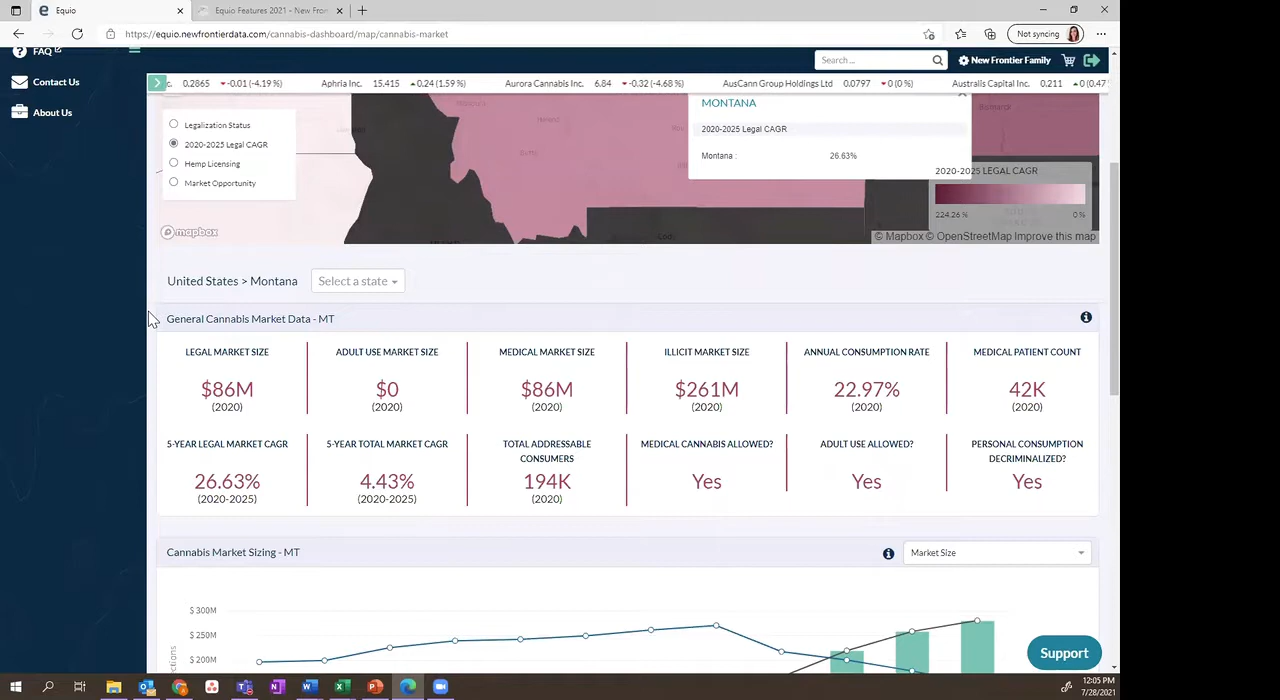 Equio
Equio Features 2021 - New Fron
https://equio.newfrontierdata.com/cannabis-dashboard/map/cannabis-market
Not syncing
FAQ
Contact Us
About Us
Search...
New Frontier Family
c. 0.2865 -0.01 (-4.19 %) Aphria Inc. 15.415 0.24 (1.59 %) Aurora Cannabis Inc. 6.84 -0.32 (-4.68 %) AusCann Group Holdings Ltd 0.0797 0 (0 %) Australis Capital Inc. 0.211 0 (0.47
Legalization Status
2020-2025 Legal CAGR
Hemp Licensing
Market Opportunity
MONTANA
2020-2025 Legal CAGR
Montana : 26.63%
Bismarck
Helena
Butte
2020-2025 LEGAL CAGR
224.26 % 0 %
mapbox
© Mapbox © OpenStreetMap Improve this map
United States > Montana Select a state
General Cannabis Market Data - MT
LEGAL MARKET SIZE
$86M
(2020)
ADULT USE MARKET SIZE
$0
(2020)
MEDICAL MARKET SIZE
$86M
(2020)
ILLICIT MARKET SIZE
$261M
(2020)
ANNUAL CONSUMPTION RATE
22.97%
(2020)
MEDICAL PATIENT COUNT
42K
(2020)
5-YEAR LEGAL MARKET CAGR
26.63%
(2020-2025)
5-YEAR TOTAL MARKET CAGR
4.43%
(2020-2025)
TOTAL ADDRESSABLE
CONSUMERS
194K
(2020)
MEDICAL CANNABIS ALLOWED?
Yes
ADULT USE ALLOWED?
Yes
PERSONAL CONSUMPTION
DECRIMINALIZED?
Yes
Cannabis Market Sizing - MT
Market Size
$ 300M
$ 250M
$ 200M
Support
12:05 PM
7/28/2021